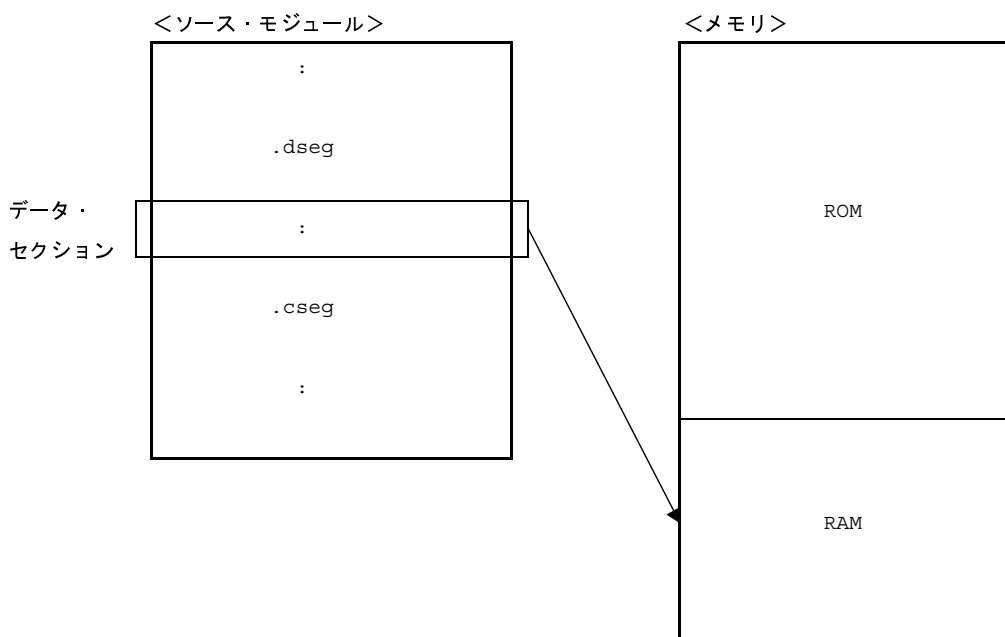 ＜ソース・モジュール＞
:
.dseg
データ・
セクション
:
.cseg
:
＜メモリ＞
ROM
RAM